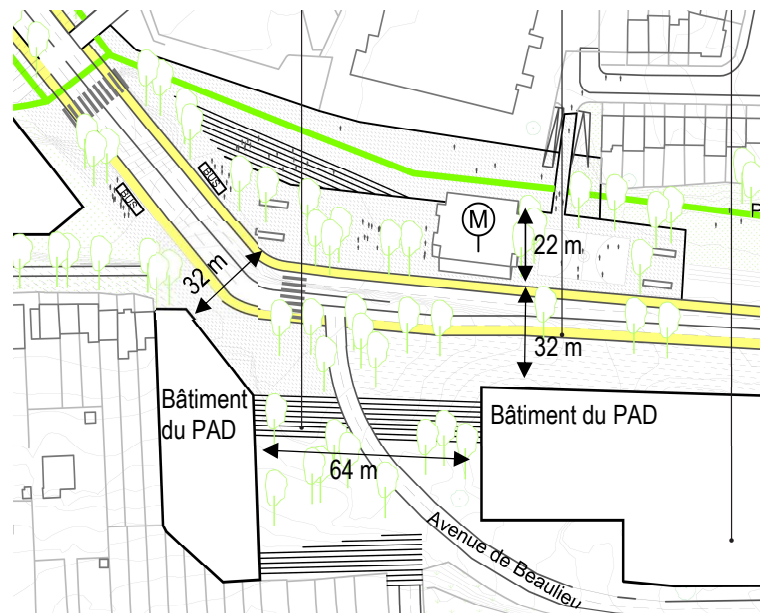 BUS
BUS
M
22 m
32 m
32 m
Bâtiment
du PAD
Bâtiment du PAD
64 m
Avenue de Beaulieu